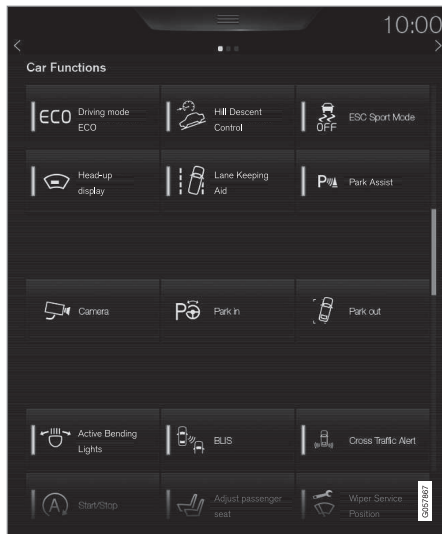 10:00
Car Functions
ECO Driving mode ECO
Hill Descent Control
OFF ESC Sport Mode
Head-up display
Lane Keeping Aid
P Park Assist
Camera
P Park in
Park out
Active Bending Lights
BLIS
Cross Traffic Alert
A Start/Stop
Adjust passenger seat
Wiper Service Position
G057867